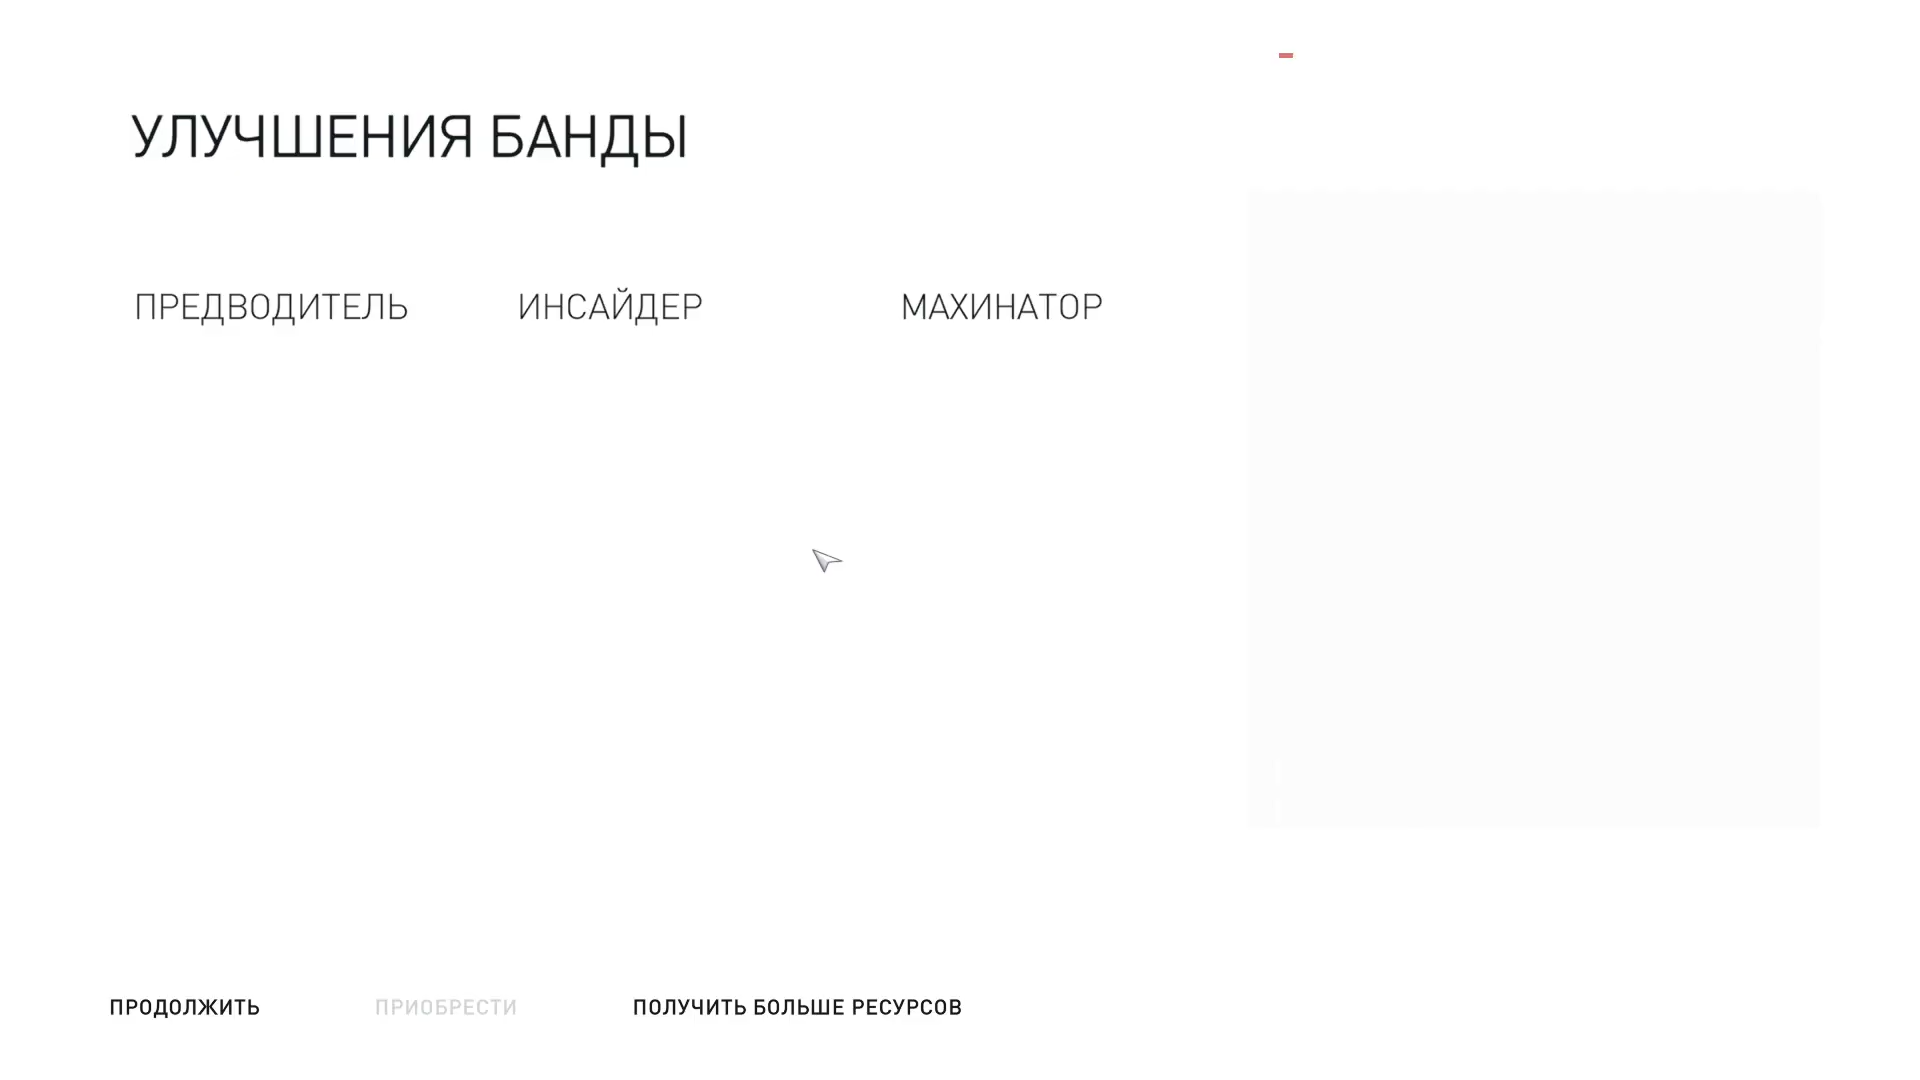 УЛУЧШЕНИЯ БАНДЫ
ПРЕДВОДИТЕЛЬ
ИНСАЙДЕР
МАХИНАТОР
ПРОДОЛЖИТЬ
ПРИОБРЕСТИ
ПОЛУЧИТЬ БОЛЬШЕ РЕСУРСОВ